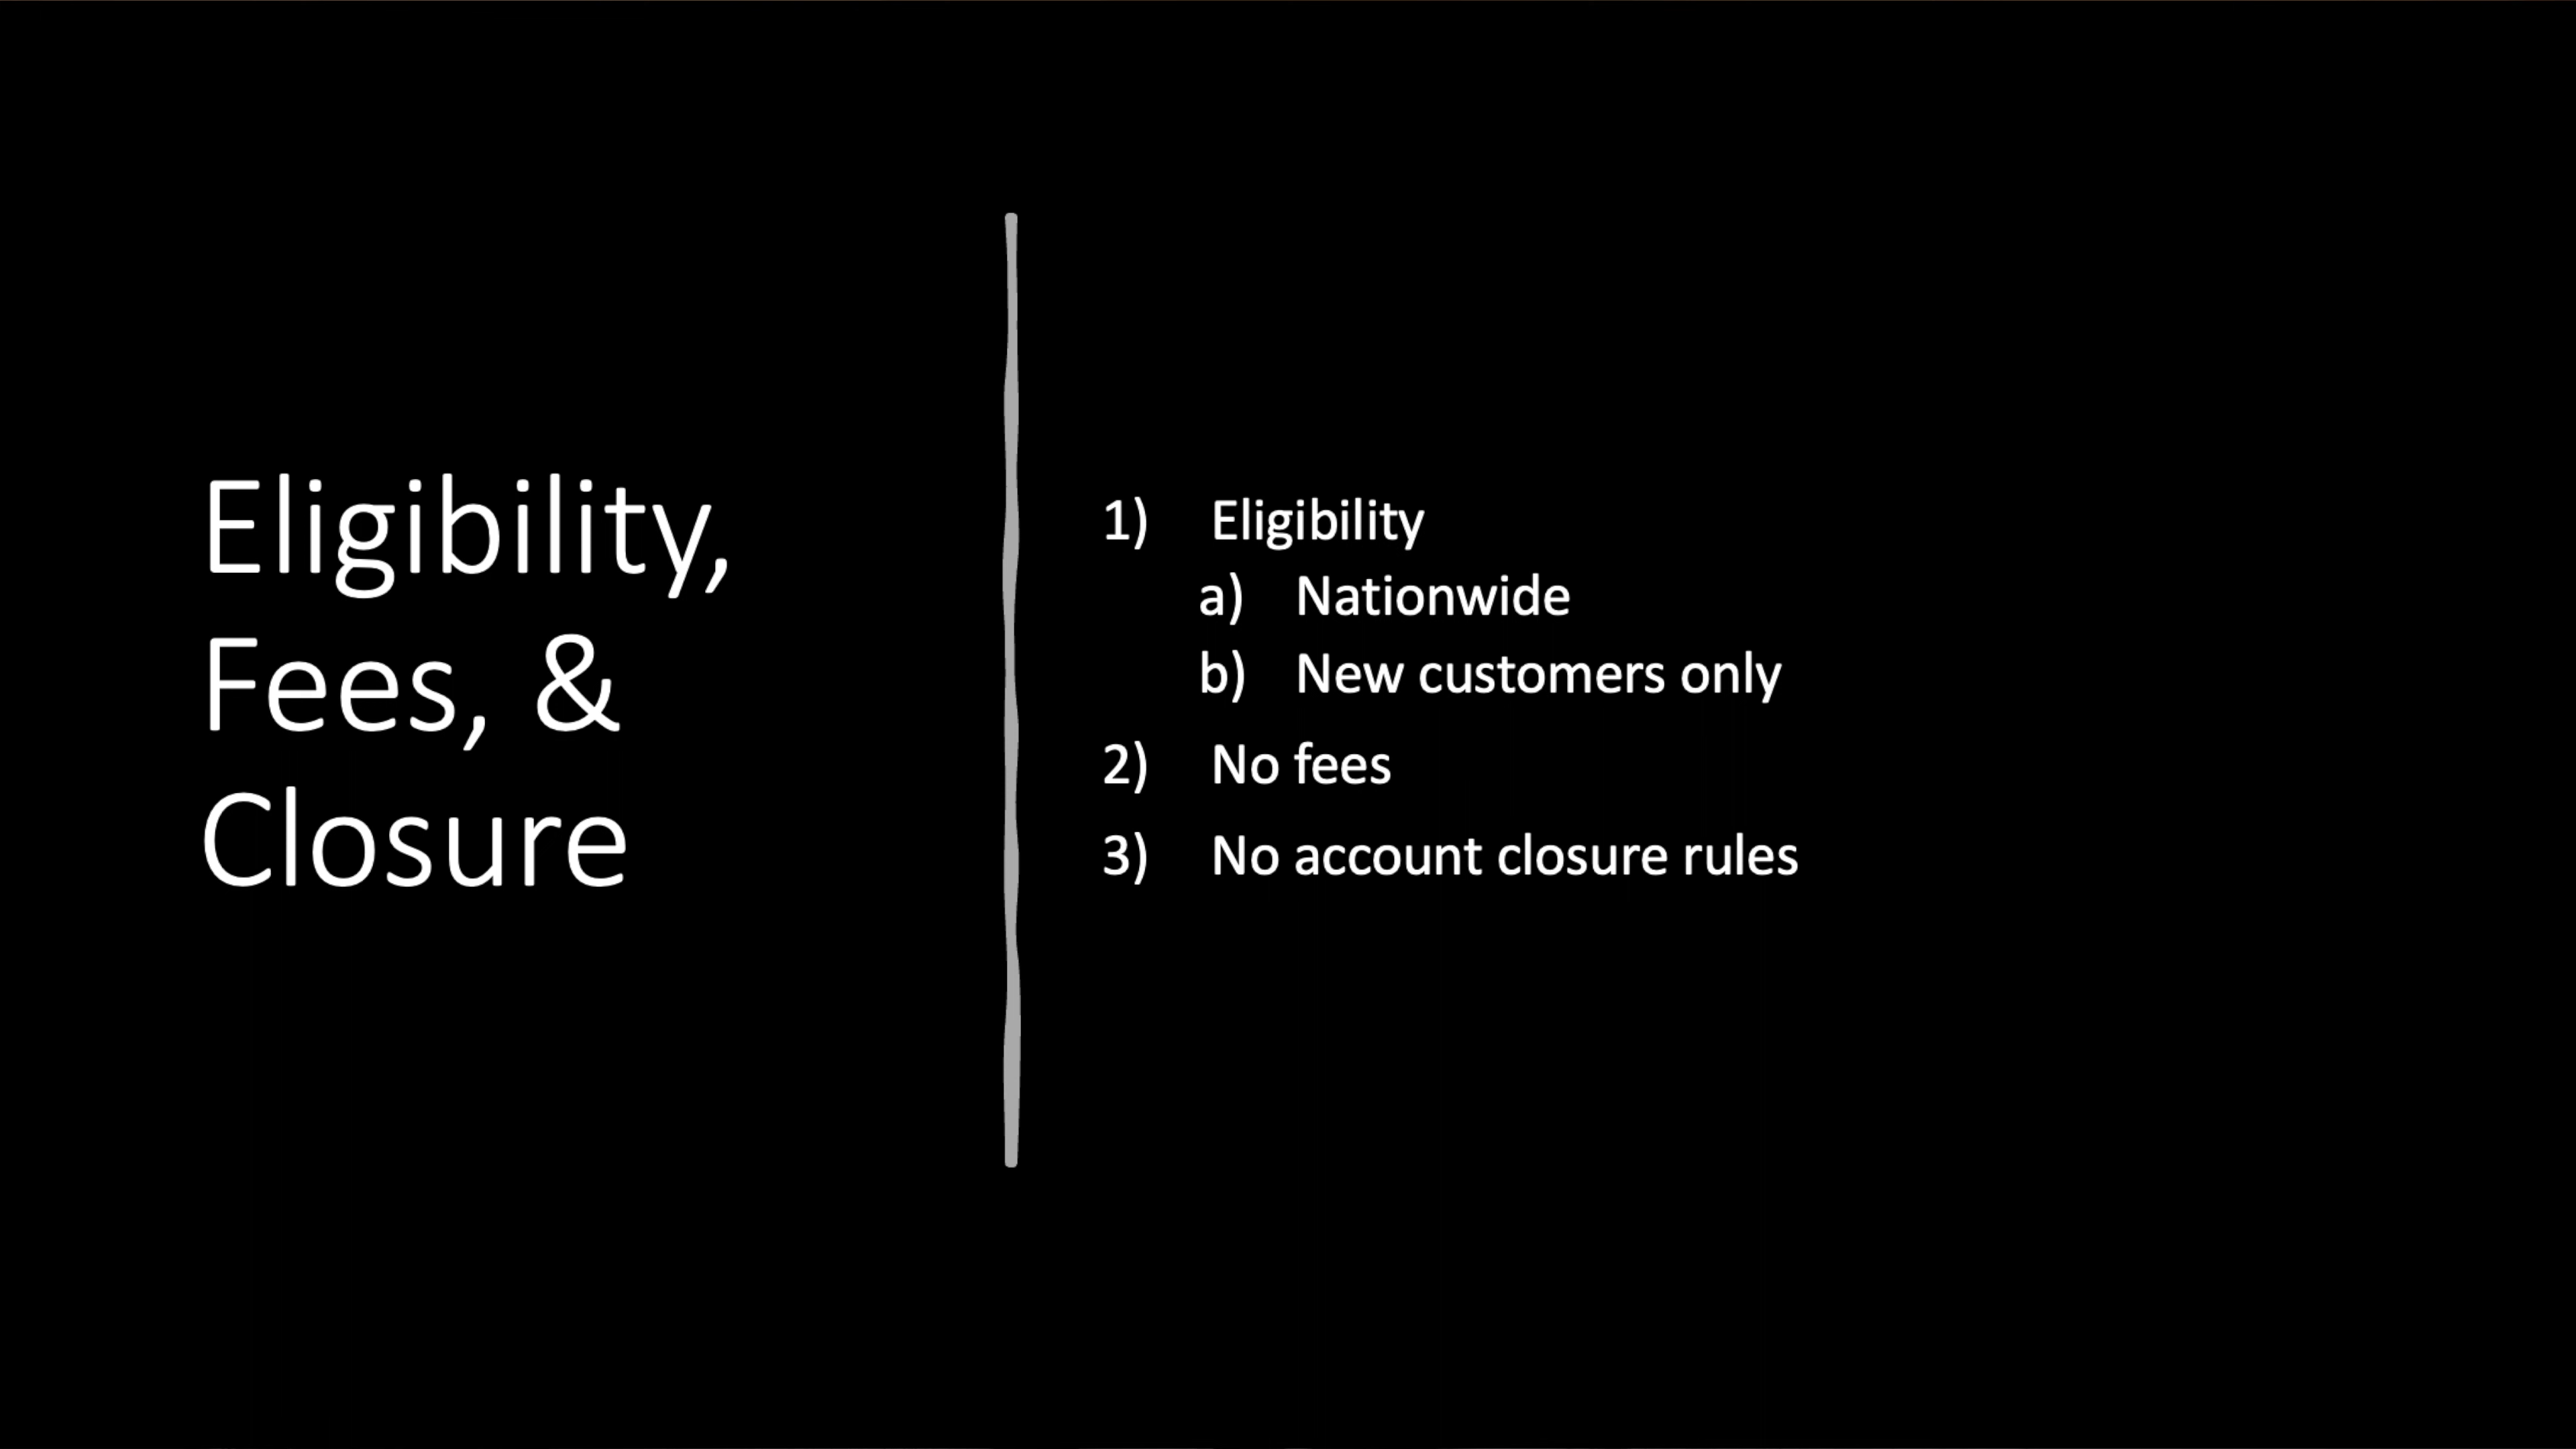 Eligibility,
Fees, &
Closure
1) Eligibility
a) Nationwide
b) New customers only
2) No fees
3) No account closure rules